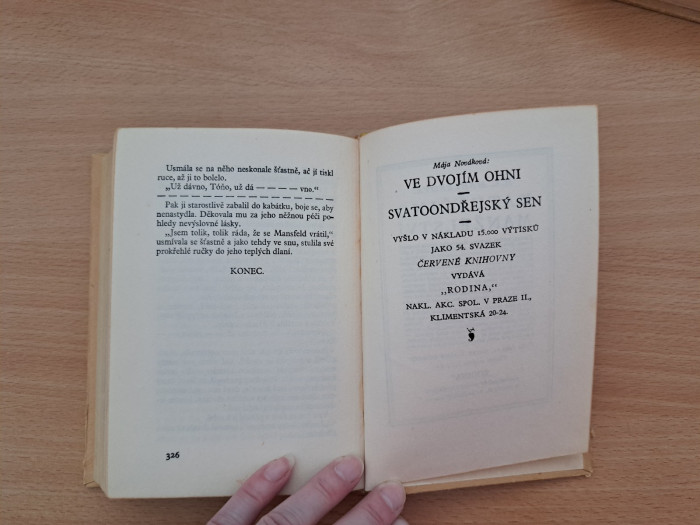 Usmála se na něho neskonale šťastně, ač jí tiskl
ruce, až ji to bolelo.
„Už dávno, Tóóo, už dá — — — — vno."
— — — — — — — — — — — — — — — —
Pak ji starostlivě zabalil do kabátku, boje se, aby
nenastydla. Děkovala mu za jeho něžnou péči po-
hledy nevýslovné lásky.
„Jsem tolik, tolik ráda, že se Mansfeld vrátil,"
usmívala se šťastně a jako tehdy ve snu, stulila své
prokřehlé ručky do jeho teplých dlaní.
KONEC.
326
Mája Nováková:
VE DVOJÍM OHNI
—
SVATOONDŘEJSKÝ SEN
—
VYŠLO V NÁKLADU 15.000 VÝTISKŮ
JAKO 54. SVAZEK
ČERVENÉ KNIHOVNY
VYDÁVÁ
„RODINA,"
NAKL. AKC. SPOL. V PRAZE II.,
KLIMENTSKÁ 20-24.